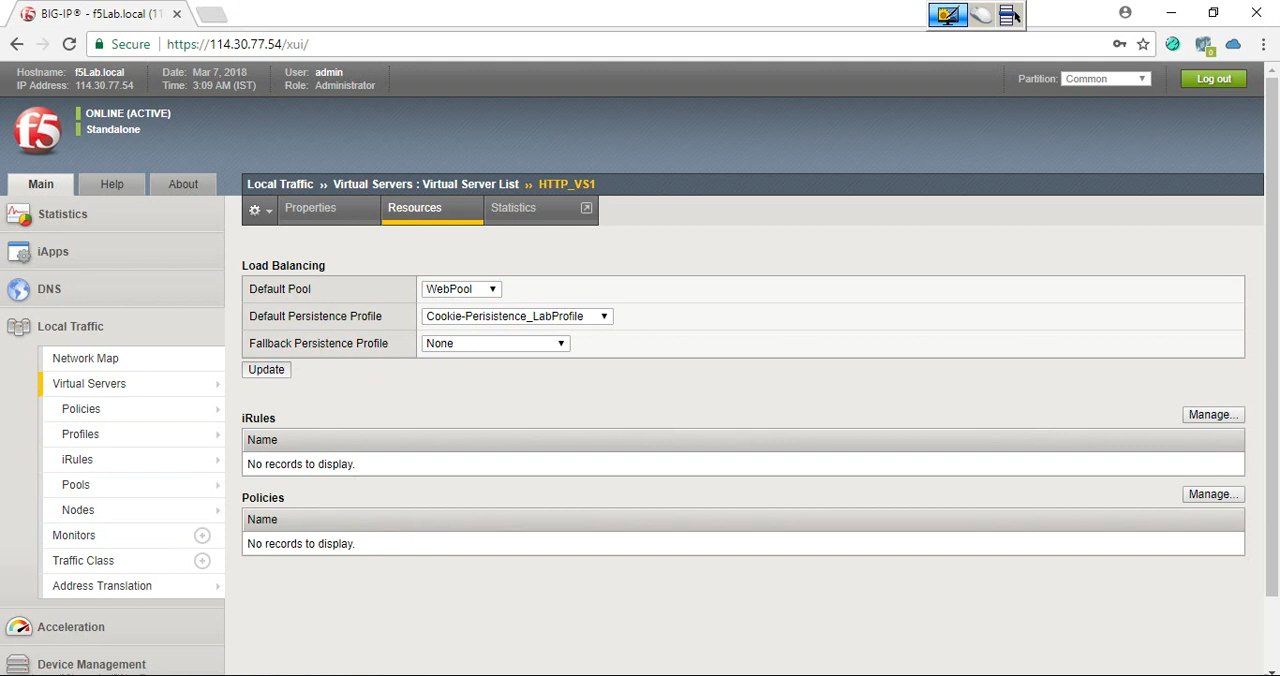 BIG-IP® - f5Lab.local (11
Secure | https://114.30.77.54/xui/
0
Hostname: f5Lab.local Date: Mar 7, 2018 User: admin
IP Address: 114.30.77.54 Time: 3:09 AM (IST) Role: Administrator
Partition: Common Log out
f5
ONLINE (ACTIVE)
Standalone
Main Help About
Local Traffic ›› Virtual Servers : Virtual Server List ›› HTTP_VS1
Properties Resources Statistics
Statistics
iApps
DNS
Local Traffic
Network Map
Virtual Servers
Policies
Profiles
iRules
Pools
Nodes
Monitors
Traffic Class
Address Translation
Acceleration
Device Management
Load Balancing
Default Pool WebPool
Default Persistence Profile Cookie-Perisistence_LabProfile
Fallback Persistence Profile None
Update
iRules Manage...
Name
No records to display.
Policies Manage...
Name
No records to display.